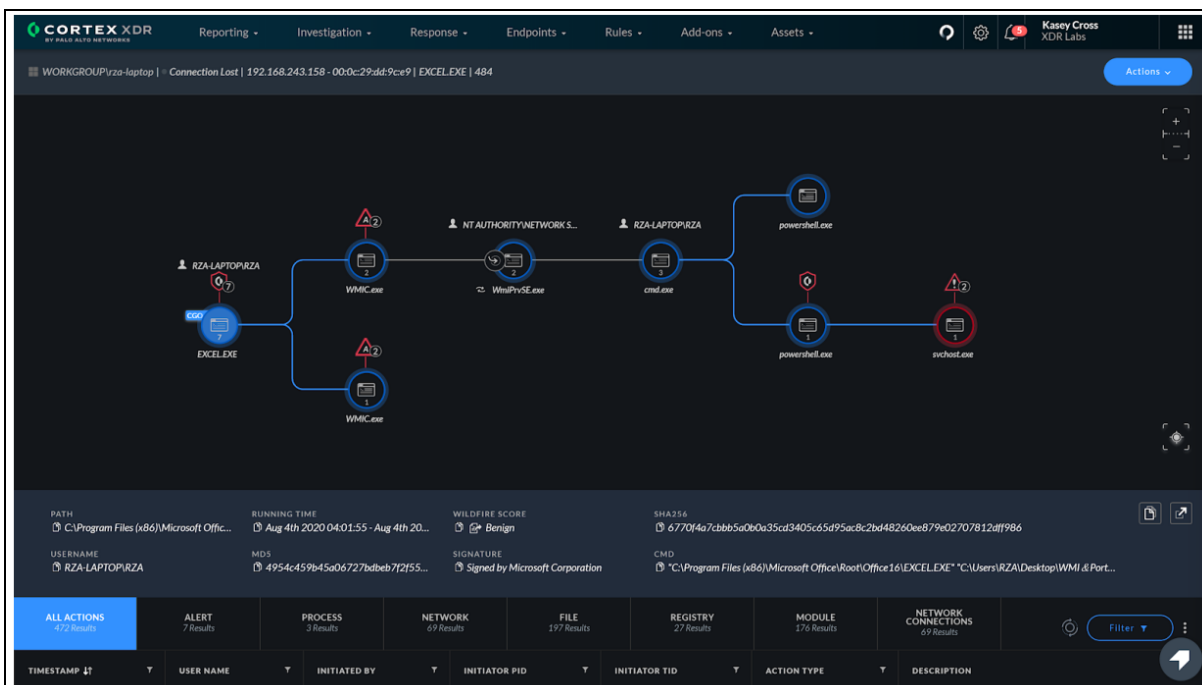 CORTEX XDR
BY PALO ALTO NETWORKS
Reporting
Investigation
Response
Endpoints
Rules
Add-ons
Assets
5
Kasey Cross
XDR Labs
WORKGROUP\rza-laptop | Connection Lost | 192.168.243.158 - 00:0c:29:dd:9c:e9 | EXCEL.EXE | 484
Actions
powershell.exe
A 2
NT AUTHORITY\NETWORK S...
RZA-LAPTOP\RZA
RZA-LAPTOP\RZA
7
2
WMIC.exe
2
WmiPrvSE.exe
3
cmd.exe
2
CGO
7
EXCEL.EXE
1
powershell.exe
1
svchost.exe
A 2
1
WMIC.exe
PATH
C:\Program Files (x86)\Microsoft Offic...
RUNNING TIME
Aug 4th 2020 04:01:55 - Aug 4th 20...
WILDFIRE SCORE
Benign
SHA256
6770f4a7cbbb5a0b0a35cd3405c65d95ac8c2bd48260ee879e02707812dff986
USERNAME
RZA-LAPTOP\RZA
MD5
4954c459b45a06727bdbeb7f2f55...
SIGNATURE
Signed by Microsoft Corporation
CMD
"C:\Program Files (x86)\Microsoft Office\Root\Office16\EXCEL.EXE" "C:\Users\RZA\Desktop\WMI & Port...
ALL ACTIONS
472 Results
ALERT
7 Results
PROCESS
3 Results
NETWORK
69 Results
FILE
197 Results
REGISTRY
27 Results
MODULE
176 Results
NETWORK
CONNECTIONS
69 Results
Filter
TIMESTAMP
USER NAME
INITIATED BY
INITIATOR PID
INITIATOR TID
ACTION TYPE
DESCRIPTION